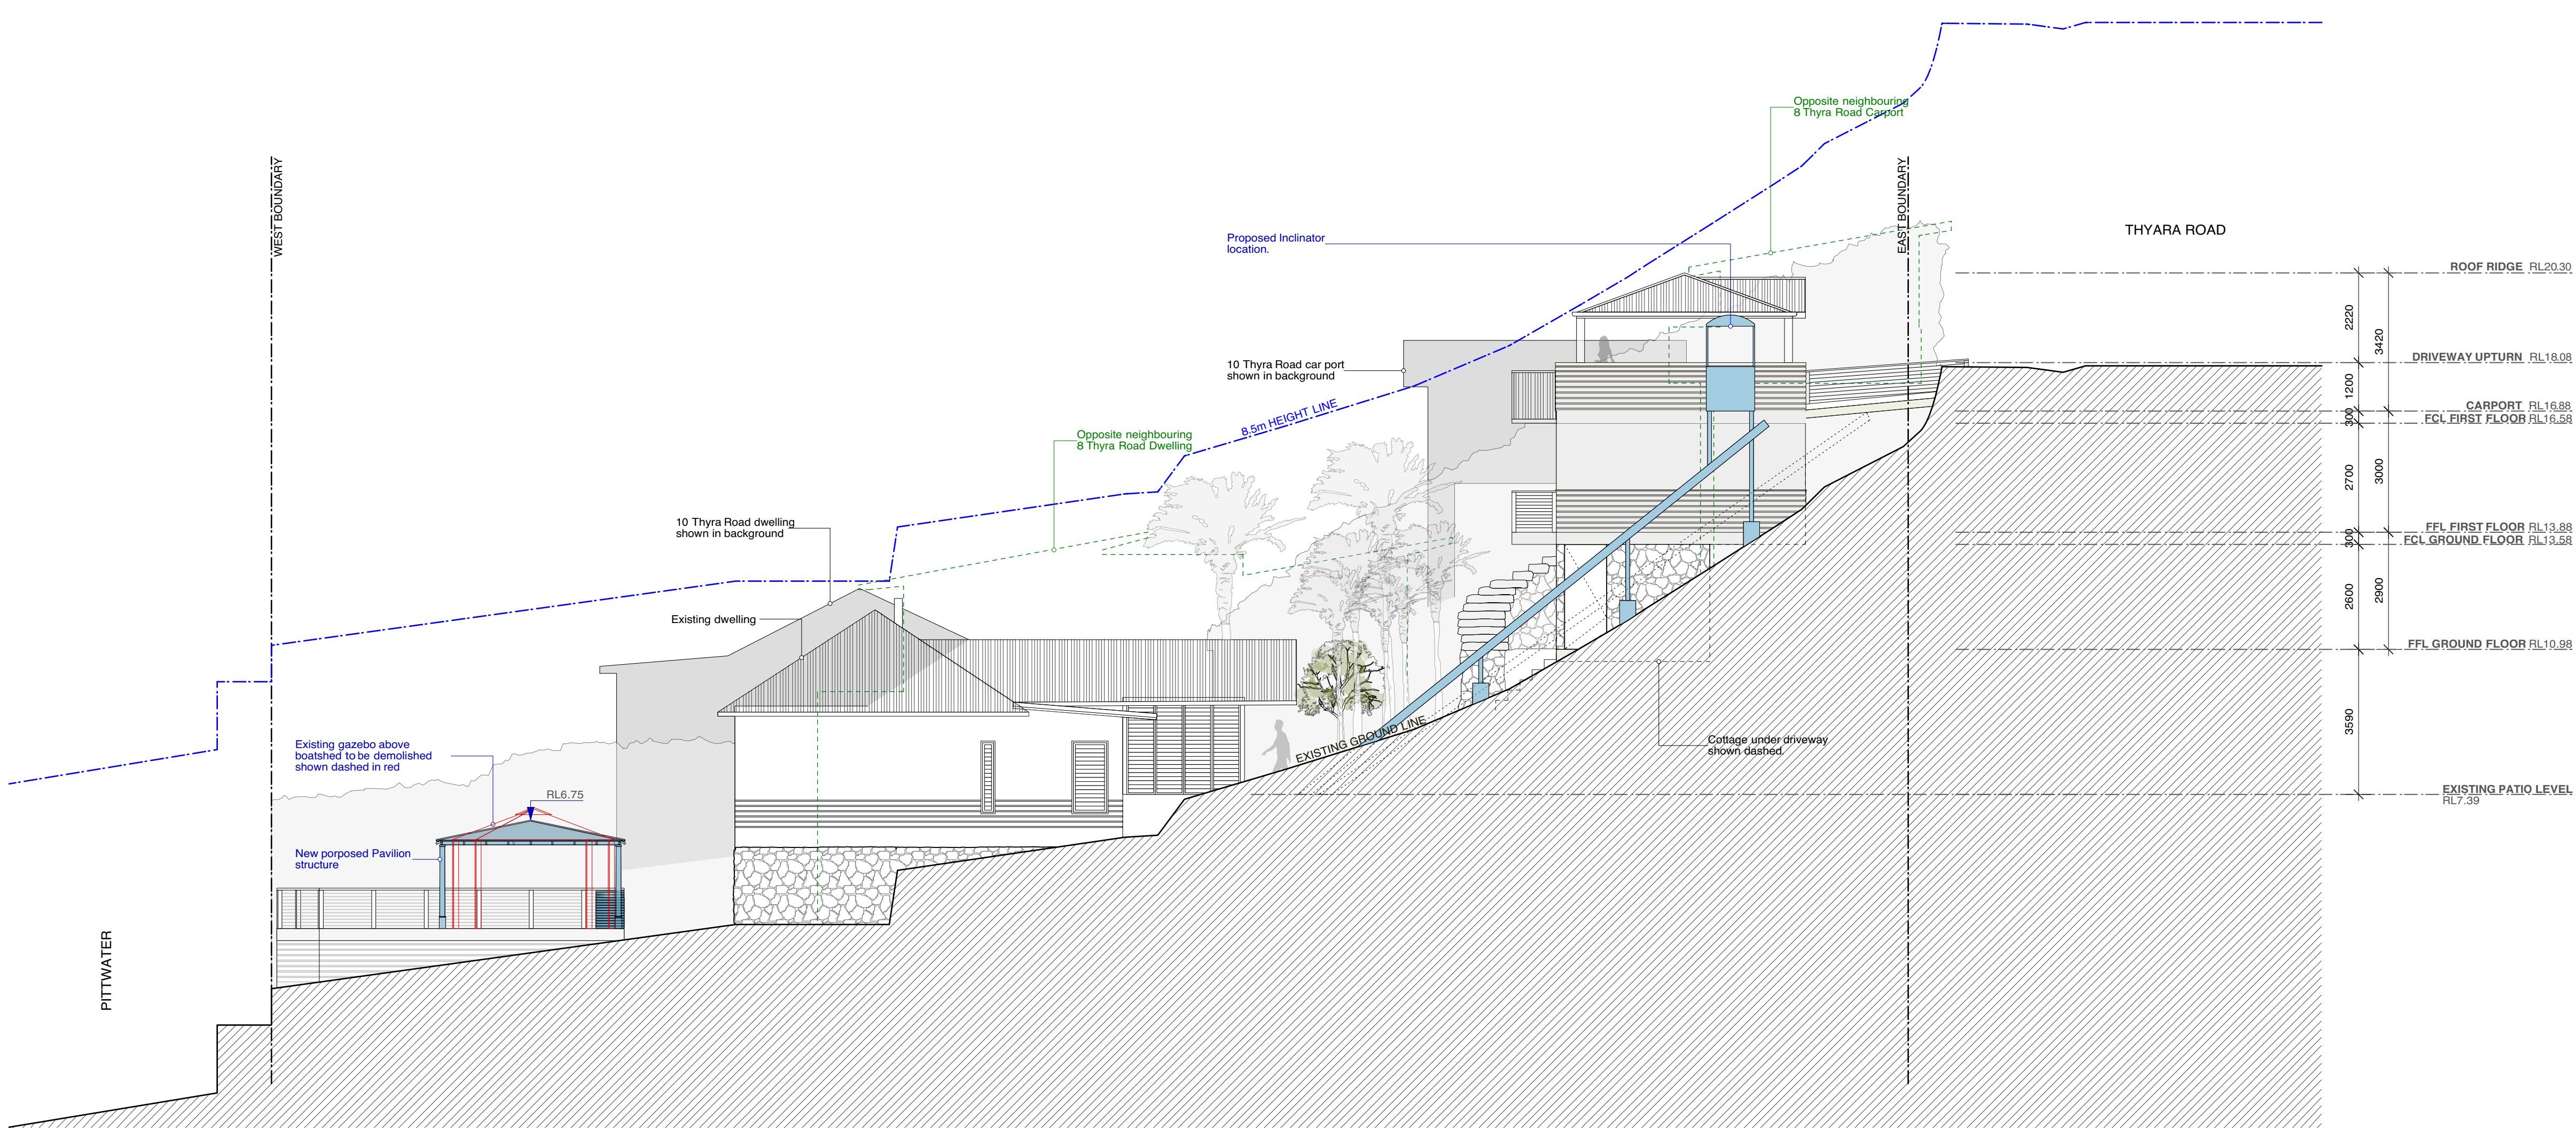 Opposite neighbouring
8 Thyra Road Carport
WEST BOUNDARY
EAST BOUNDARY
THYARA ROAD
Proposed Inclinator
location.
ROOF RIDGE RL20.30
2220
3420
10 Thyra Road car port
shown in background
DRIVEWAY UPTURN RL18.08
1200
8.5m HEIGHT LINE
CARPORT RL16.88
300
FCL FIRST FLOOR RL16.58
Opposite neighbouring
8 Thyra Road Dwelling
2700
3000
10 Thyra Road dwelling
shown in background
FFL FIRST FLOOR RL13.88
300
FCL GROUND FLOOR RL13.58
2600
2900
Existing dwelling
FFL GROUND FLOOR RL10.98
3590
EXISTING GROUND LINE
Cottage under driveway
shown dashed.
Existing gazebo above
boatshed to be demolished
shown dashed in red
RL6.75
EXISTING PATIO LEVEL
RL7.39
New porposed Pavilion
structure
PITTWATER